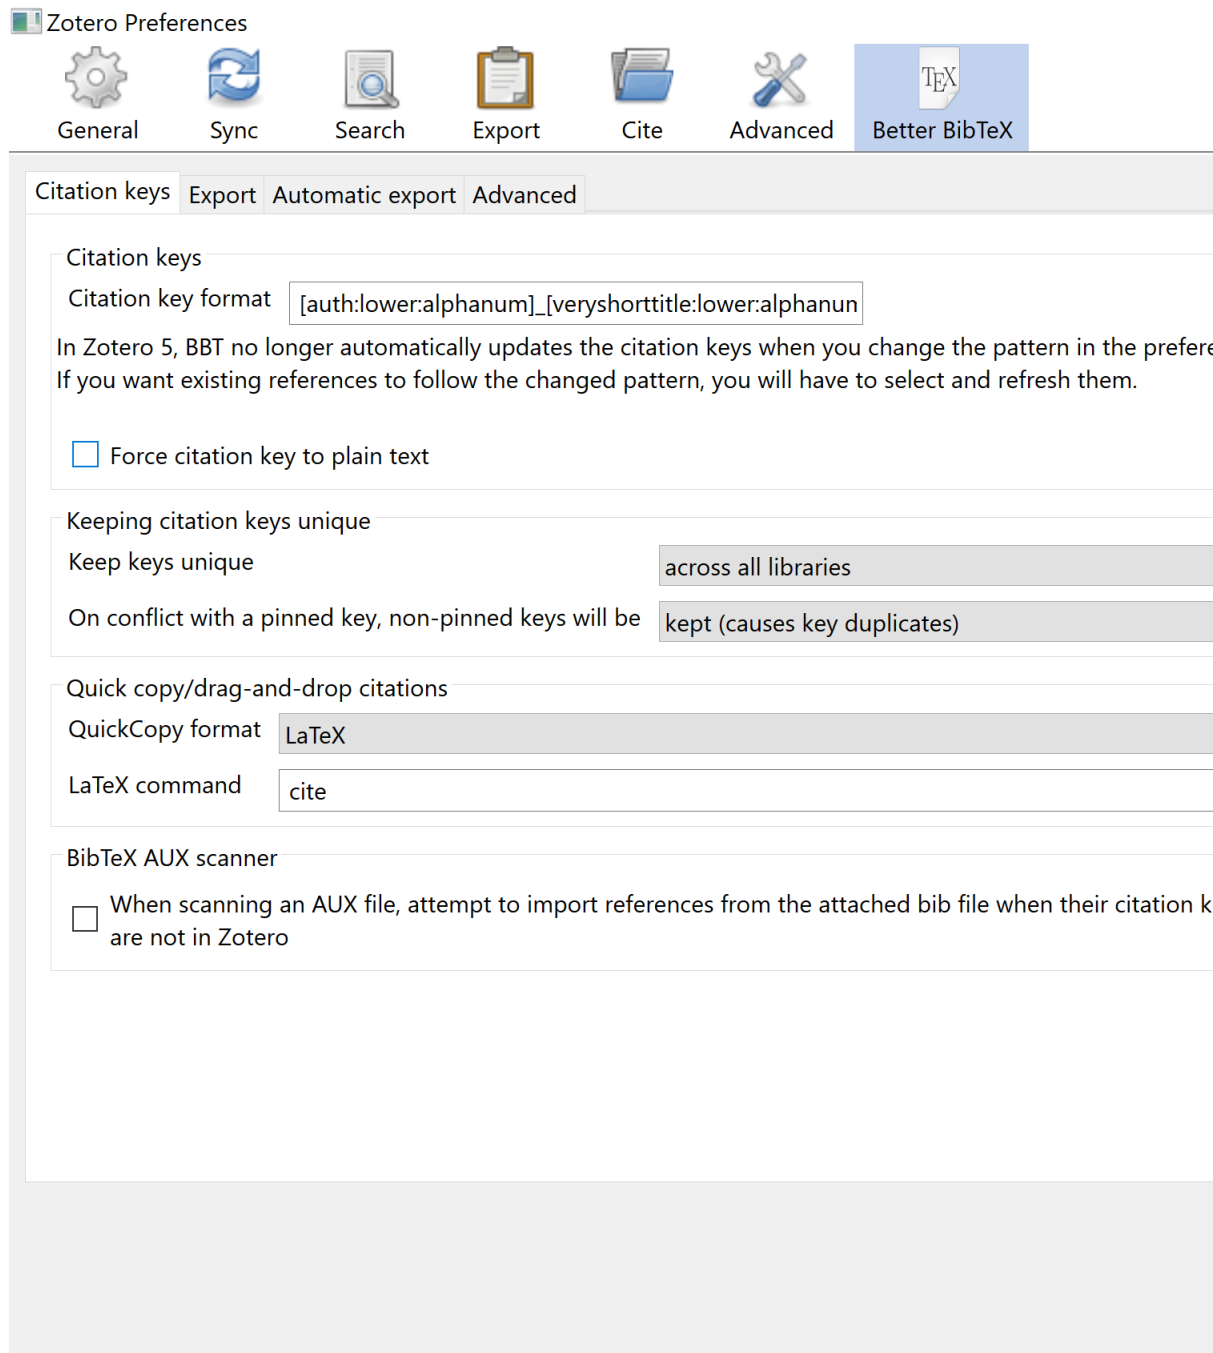 Zotero Preferences
General
Sync
Search
Export
Cite
Advanced
TEX
Better BibTeX
Citation keys
Export
Automatic export
Advanced
Citation keys
Citation key format
[auth:lower:alphanum]_[veryshorttitle:lower:alphanun
In Zotero 5, BBT no longer automatically updates the citation keys when you change the pattern in the prefere
If you want existing references to follow the changed pattern, you will have to select and refresh them.
Force citation key to plain text
Keeping citation keys unique
Keep keys unique
across all libraries
On conflict with a pinned key, non-pinned keys will be
kept (causes key duplicates)
Quick copy/drag-and-drop citations
QuickCopy format
LaTeX
LaTeX command
cite
BibTeX AUX scanner
When scanning an AUX file, attempt to import references from the attached bib file when their citation k
are not in Zotero